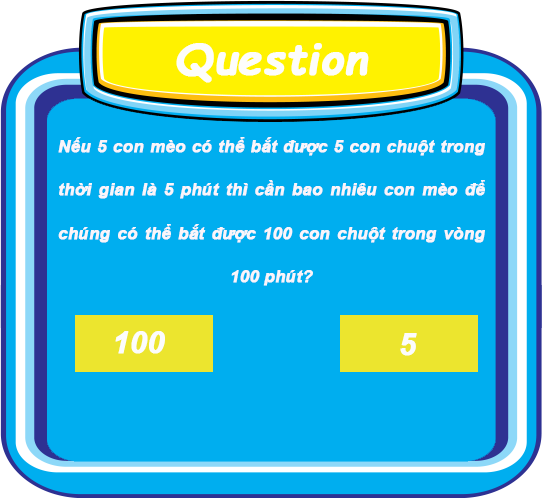 Question
Nếu 5 con mèo có thể bắt được 5 con chuột trong
thời gian là 5 phút thì cần bao nhiêu con mèo để
chúng có thể bắt được 100 con chuột trong vòng
100 phút?
100
5